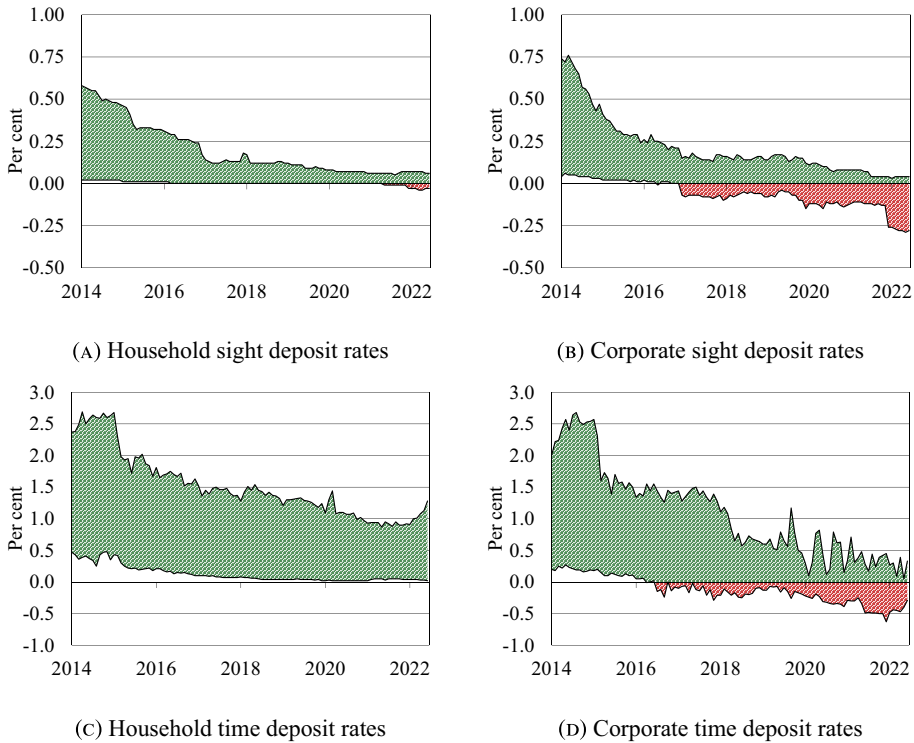 1.00
0.75
0.50
0.25
0.00
-0.25
-0.50
Per cent
2014 2016 2018 2020 2022
(A) Household sight deposit rates
1.00
0.75
0.50
0.25
0.00
-0.25
-0.50
Per cent
2014 2016 2018 2020 2022
(B) Corporate sight deposit rates
3.0
2.5
2.0
1.5
1.0
0.5
0.0
-0.5
-1.0
Per cent
2014 2016 2018 2020 2022
(C) Household time deposit rates
3.0
2.5
2.0
1.5
1.0
0.5
0.0
-0.5
-1.0
Per cent
2014 2016 2018 2020 2022
(D) Corporate time deposit rates